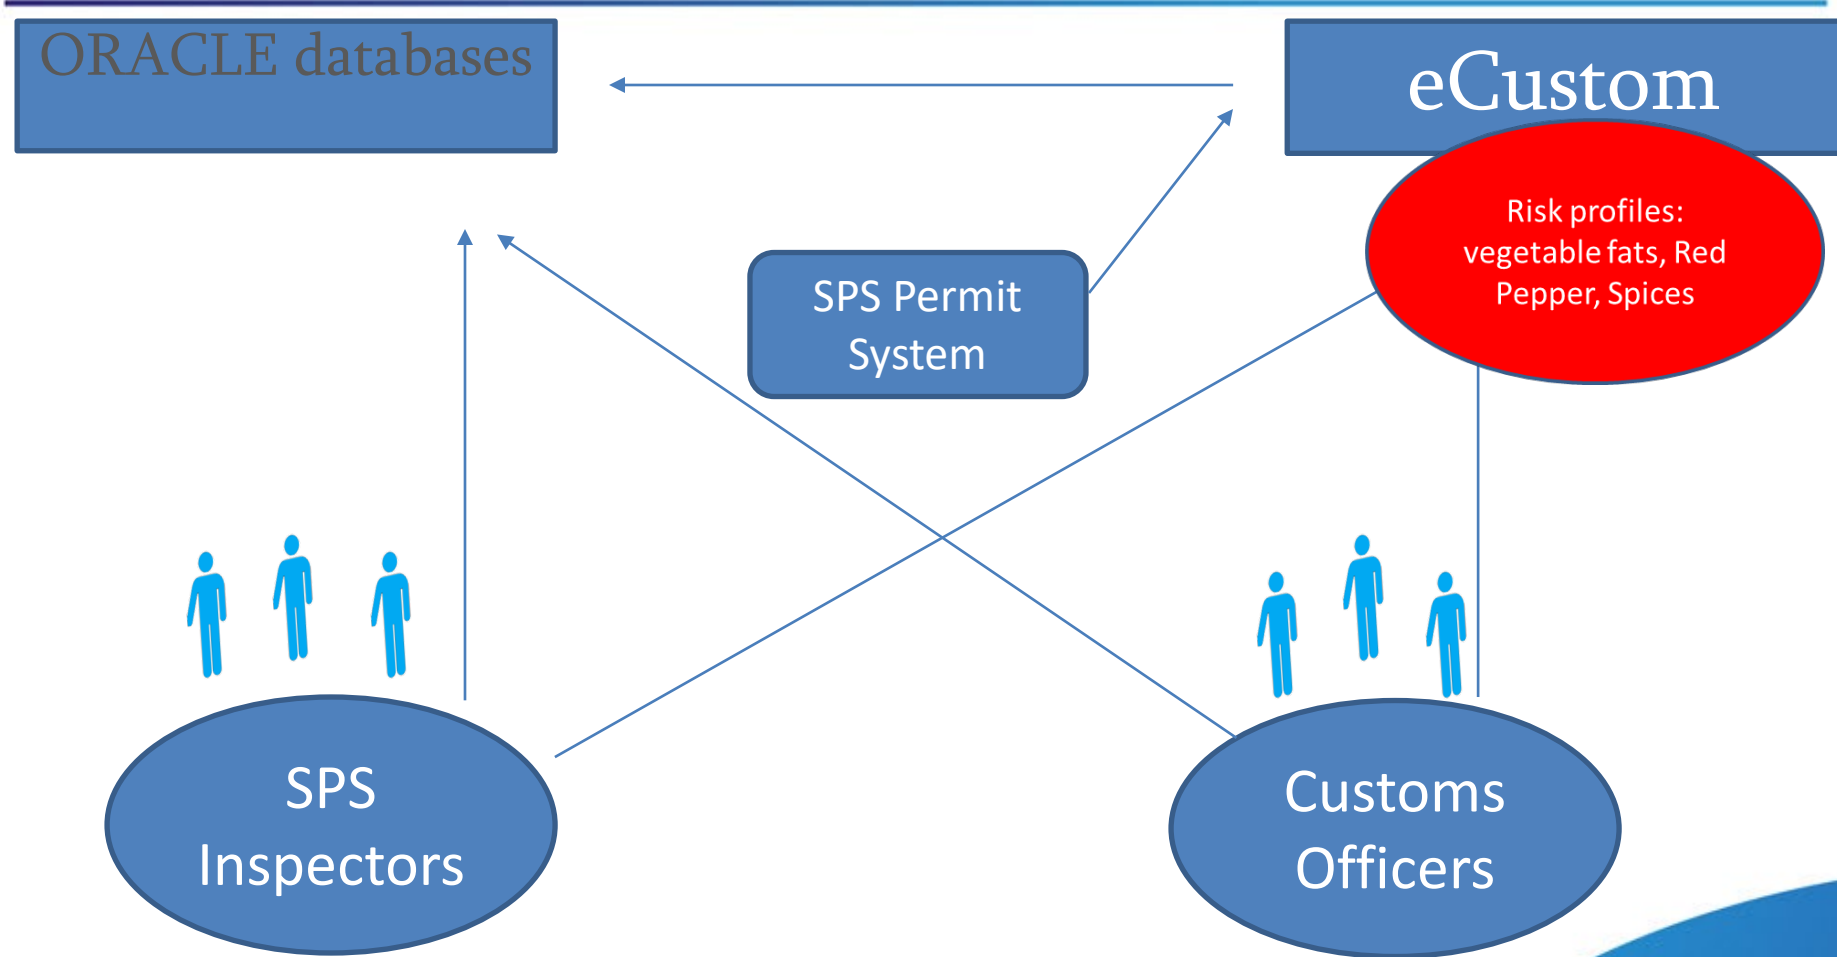 ORACLE databases
eCustom
Risk profiles:
vegetable fats, Red
Pepper, Spices
SPS Permit
System
SPS
Inspectors
Customs
Officers